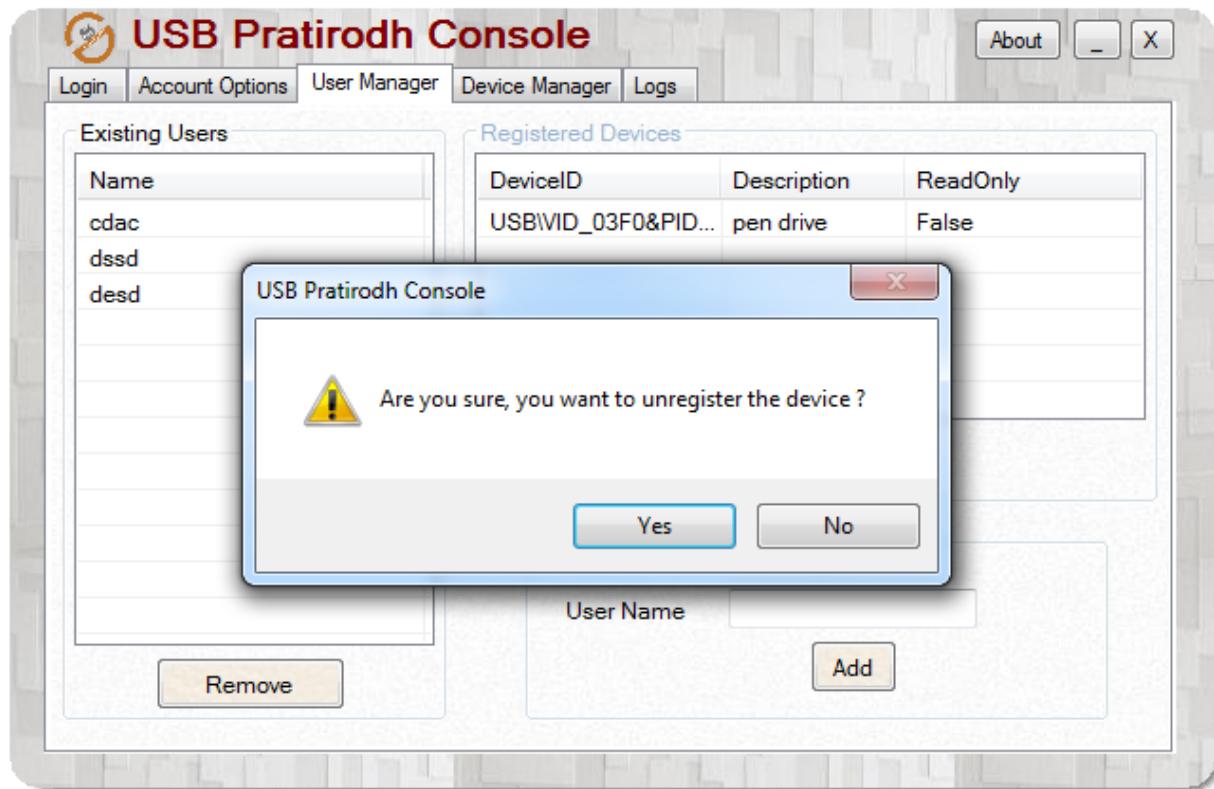 USB Pratirodh Console
About _ X
Login Account Options User Manager Device Manager Logs
Existing Users
Name
cdac
dssd
desd
Remove
Registered Devices
DeviceID Description ReadOnly
USB\VID_03F0&PID... pen drive False
USB Pratirodh Console
Are you sure, you want to unregister the device ?
Yes No
User Name
Add